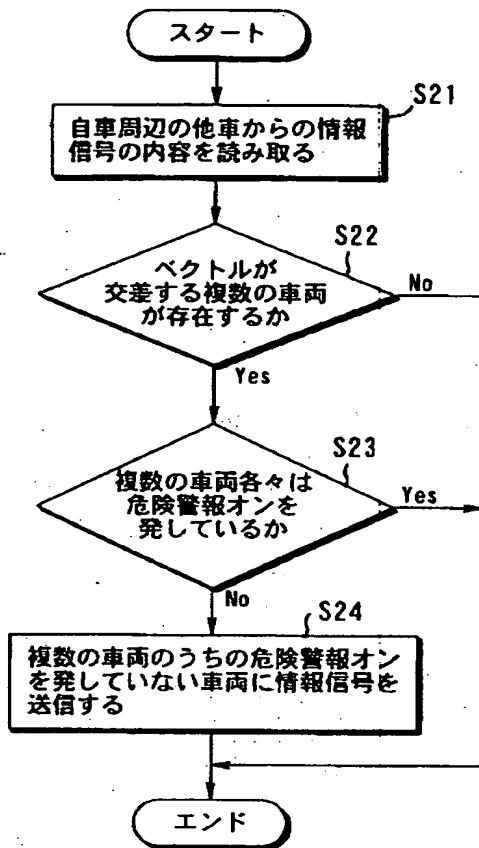 スタート
S21
自車周辺の他車からの情報
信号の内容を読み取る
S22
ベクトルが
交差する複数の車両
が存在するか
No
Yes
S23
複数の車両各々は
危険警報オンを
発しているか
Yes
No
S24
複数の車両のうちの危険警報オン
を発していない車両に情報信号を
送信する
エンド